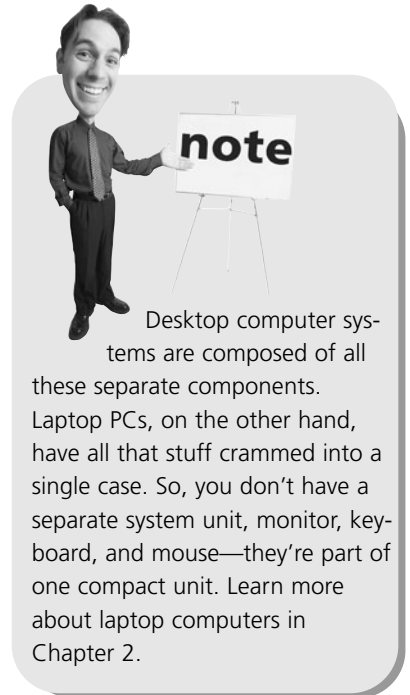 note
Desktop computer sys-
tems are composed of all
these separate components.
Laptop PCs, on the other hand,
have all that stuff crammed into a
single case. So, you don’t have a
separate system unit, monitor, key-
board, and mouse—they’re part of
one compact unit. Learn more
about laptop computers in
Chapter 2.